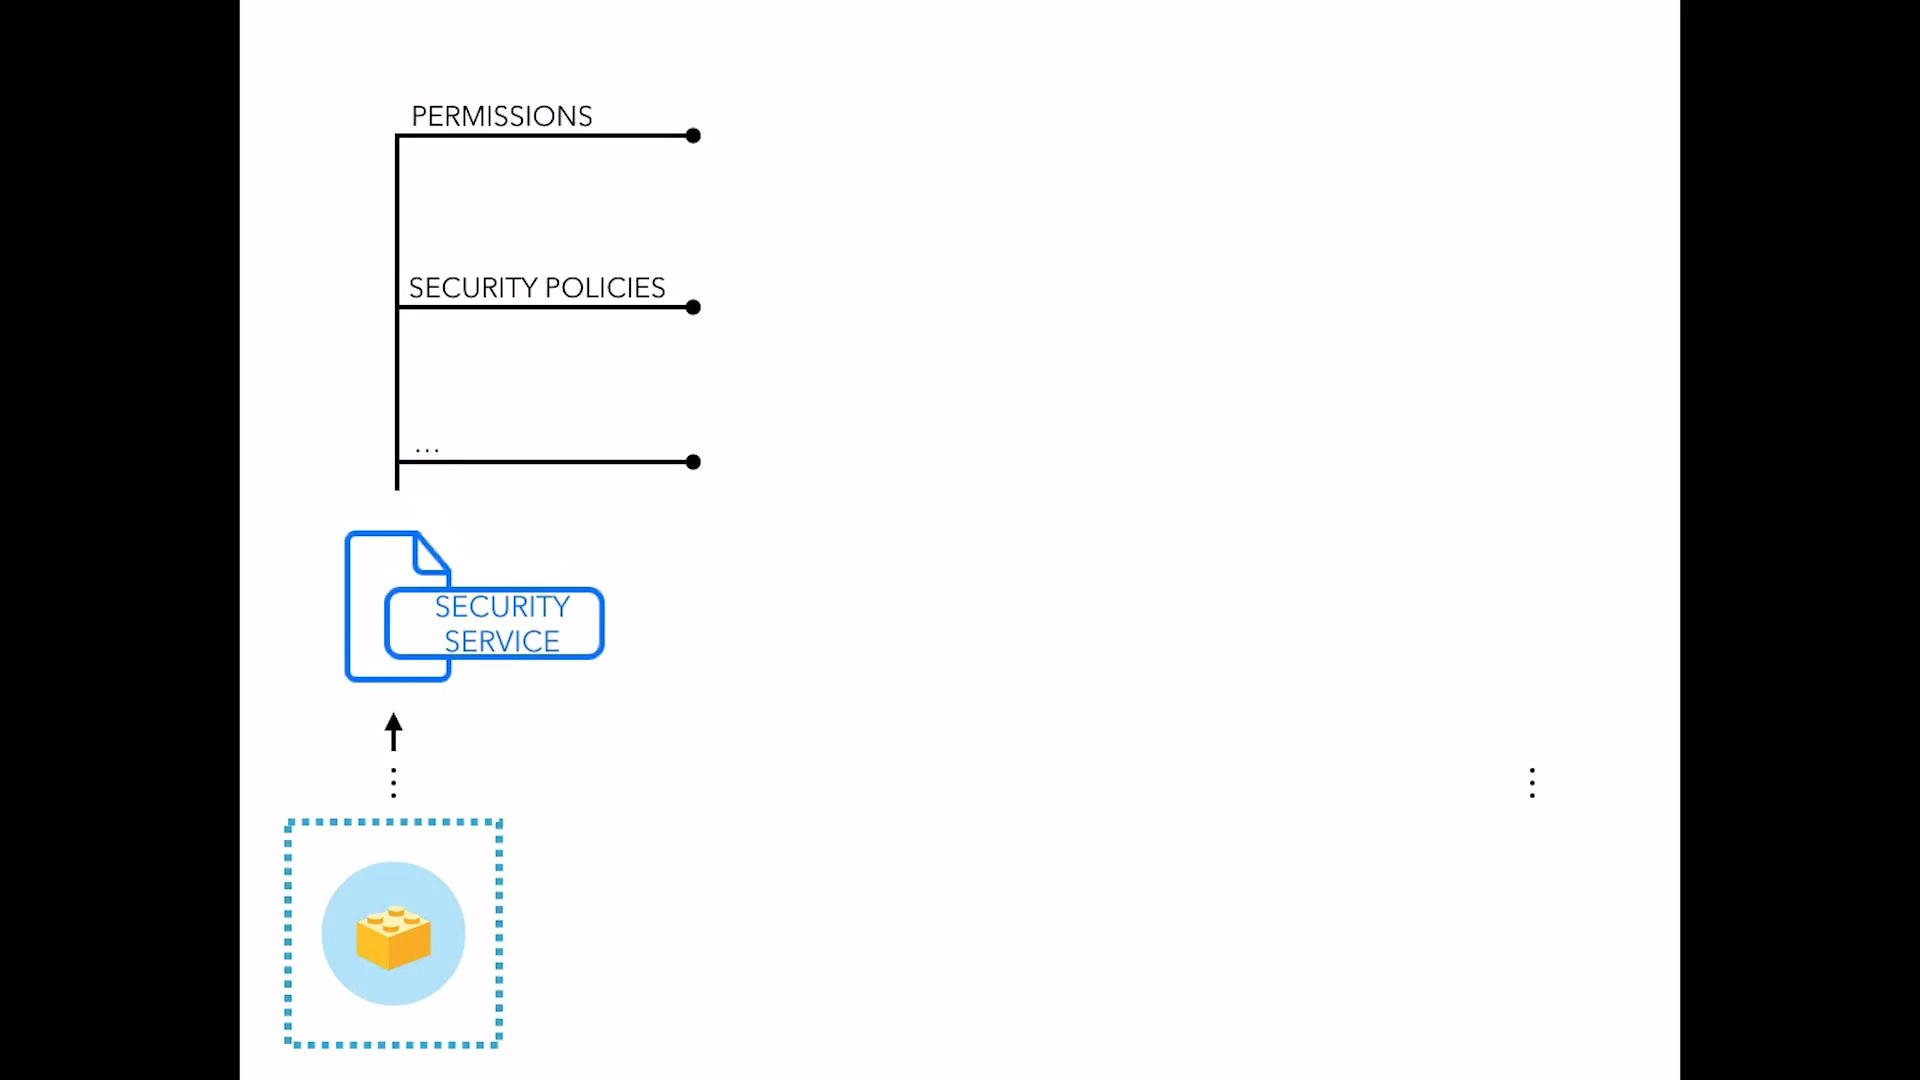 PERMISSIONS
SECURITY POLICIES
...
SECURITY
SERVICE